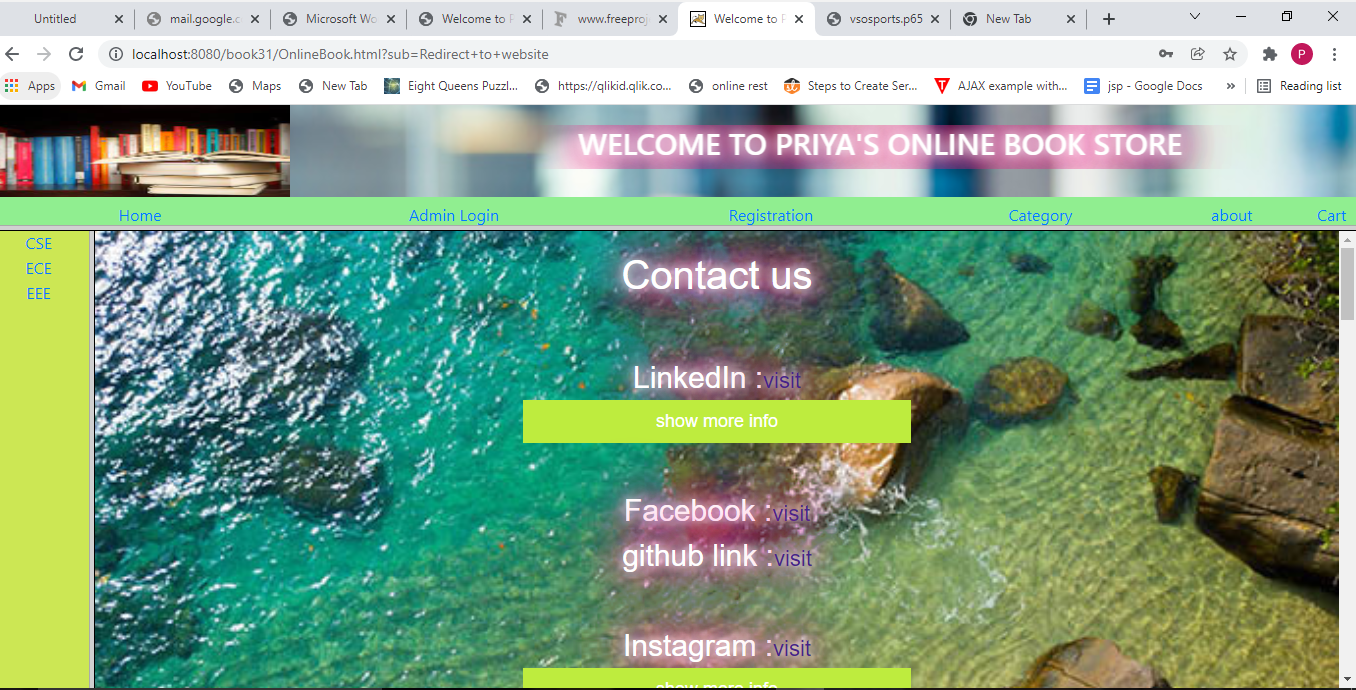 Untitled mail.google.c Microsoft Wo Welcome to P www.freeproj Welcome to P vsosports.p65 New Tab
localhost:8080/book31/OnlineBook.html?sub=Redirect+to+website P
Apps Gmail YouTube Maps New Tab Eight Queens Puzzl... https://qlikid.qlik.co... online rest Steps to Create Ser... AJAX example with... jsp - Google Docs » Reading list
WELCOME TO PRIYA'S ONLINE BOOK STORE
Home Admin Login Registration Category about Cart
CSE
ECE
EEE
Contact us
LinkedIn :visit
show more info
Facebook :visit
github link :visit
Instagram :visit
show more info